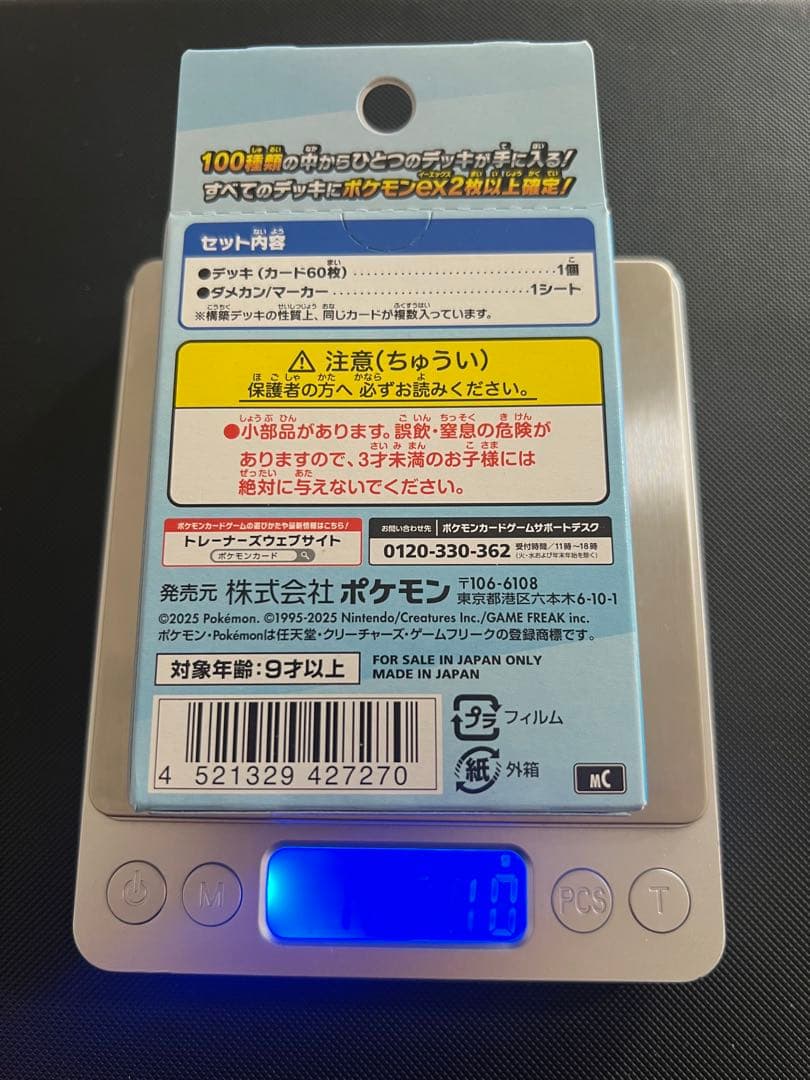 100種類の中からひとつのデッキが手に入る!
すべてのデッキにポケモンex2枚以上確定!
セット内容
●デッキ(カード60枚)............................1個
●ダメカン/マーカー............................1シート
※構築デッキの性質上、同じカードが複数入っています。
⚠ 注意(ちゅうい)
保護者の方へ 必ずお読みください。
●小部品があります。誤飲・窒息の危険が
ありますので、3才未満のお子様には
絶対に与えないでください。
ポケモンカードゲームの遊びかたや最新情報はこちら!
トレーナーズウェブサイト
ポケモンカード
お問い合わせ先 ポケモンカードゲームサポートデスク
0120-330-362 受付時間/11時〜18時
(火・水および年末年始を除く)
発売元 株式会社ポケモン 〒106-6108
東京都港区六本木6-10-1
©2025 Pokémon. ©1995-2025 Nintendo/Creatures Inc./GAME FREAK inc.
ポケモン・Pokémonは任天堂・クリーチャーズ・ゲームフリークの登録商標です。
対象年齢:9才以上
FOR SALE IN JAPAN ONLY
MADE IN JAPAN
4 521329 427270
プラ フィルム
紙 外箱
MC
M
PCS
T